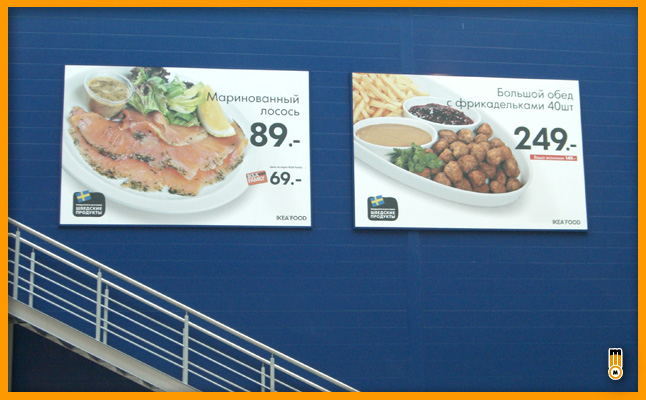 Маринованный
лосось
89.-
69.-
ШВЕДСКИЕ
ПРОДУКТЫ
IKEA FOOD
Большой обед
с фрикадельками 40шт
249.-
ШВЕДСКИЕ
ПРОДУКТЫ
IKEA FOOD